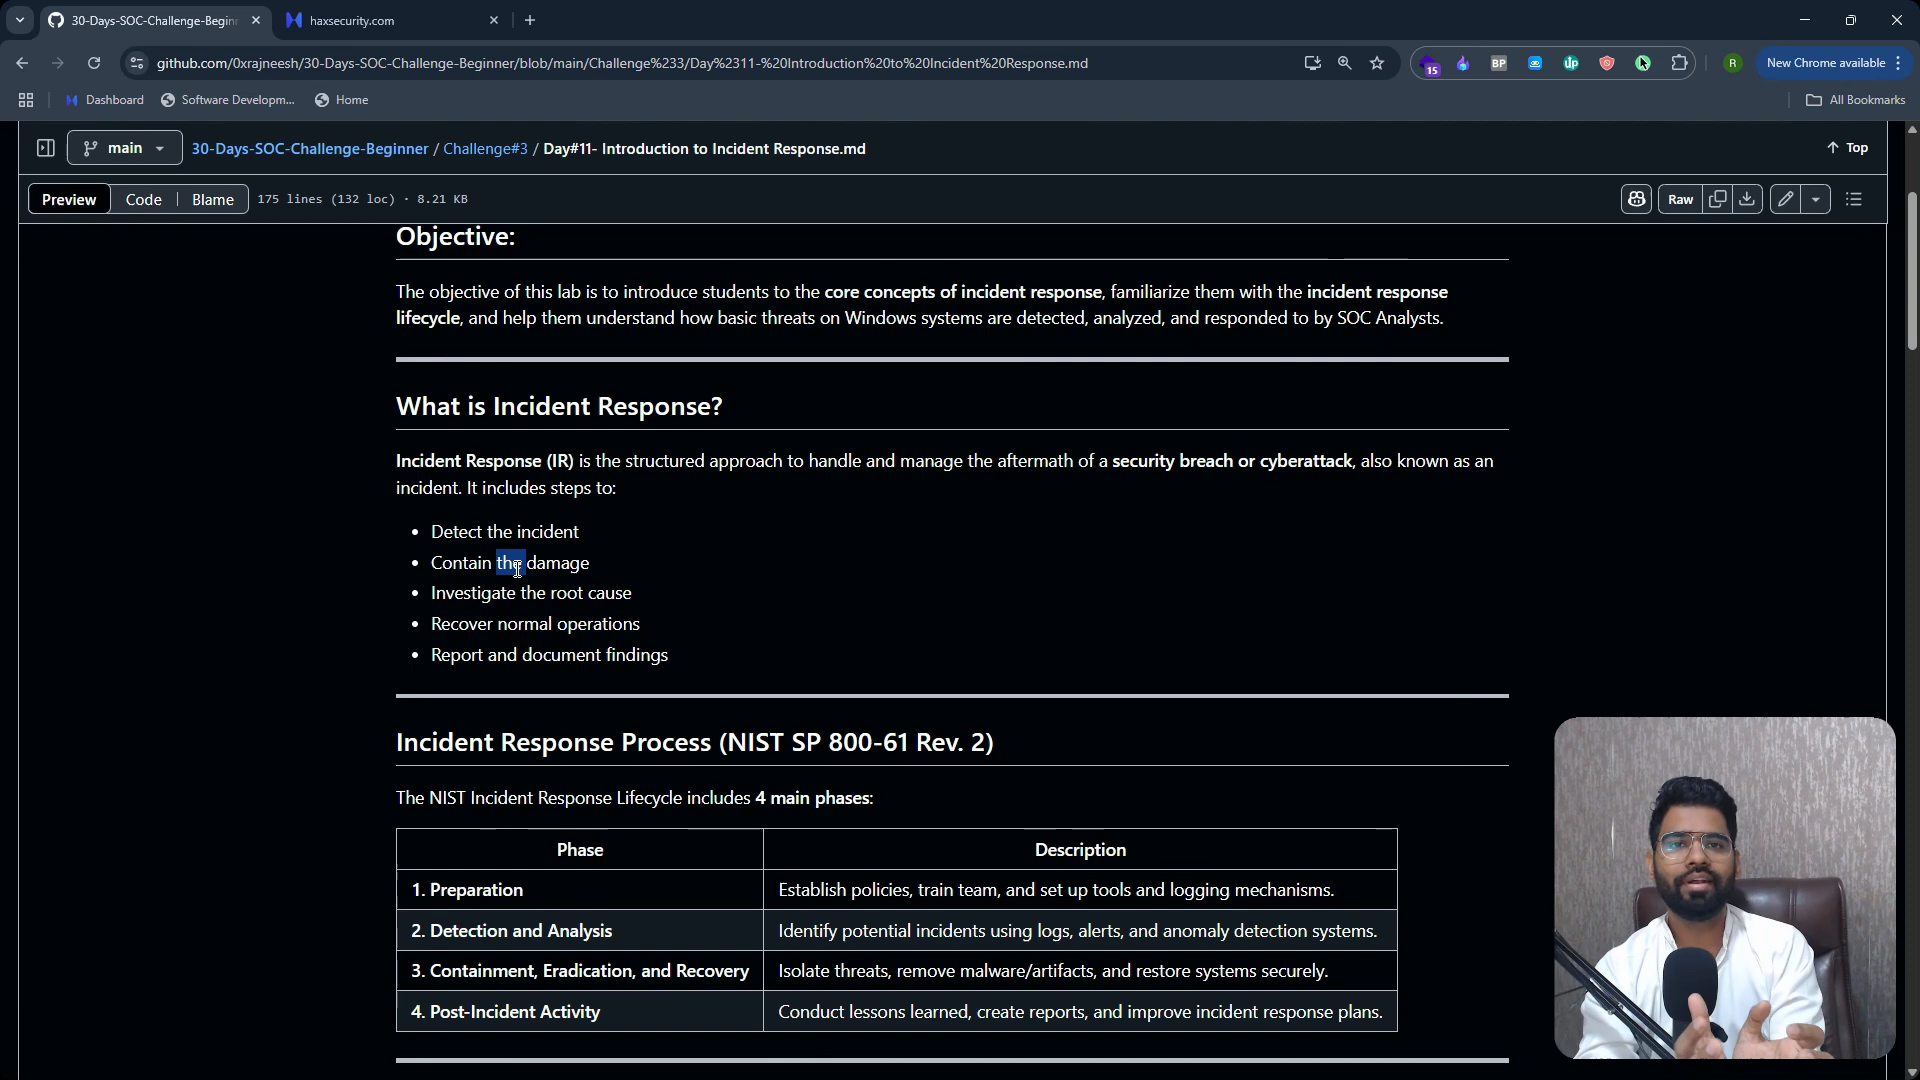 30-Days-SOC-Challenge-Beginn
haxsecurity.com
github.com/0xrajneesh/30-Days-SOC-Challenge-Beginner/blob/main/Challenge%233/Day%2311-%20Introduction%20to%20Incident%20Response.md
15
BP
up
R
New Chrome available
Dashboard
Software Developm...
Home
All Bookmarks
main
30-Days-SOC-Challenge-Beginner / Challenge#3 / Day#11- Introduction to Incident Response.md
Top
Preview
Code
Blame
175 lines (132 loc) · 8.21 KB
Raw
Objective:
The objective of this lab is to introduce students to the core concepts of incident response, familiarize them with the incident response
lifecycle, and help them understand how basic threats on Windows systems are detected, analyzed, and responded to by SOC Analysts.
What is Incident Response?
Incident Response (IR) is the structured approach to handle and manage the aftermath of a security breach or cyberattack, also known as an
incident. It includes steps to:
• Detect the incident
• Contain the damage
• Investigate the root cause
• Recover normal operations
• Report and document findings
Incident Response Process (NIST SP 800-61 Rev. 2)
The NIST Incident Response Lifecycle includes 4 main phases:
Phase
Description
1. Preparation
Establish policies, train team, and set up tools and logging mechanisms.
2. Detection and Analysis
Identify potential incidents using logs, alerts, and anomaly detection systems.
3. Containment, Eradication, and Recovery
Isolate threats, remove malware/artifacts, and restore systems securely.
4. Post-Incident Activity
Conduct lessons learned, create reports, and improve incident response plans.